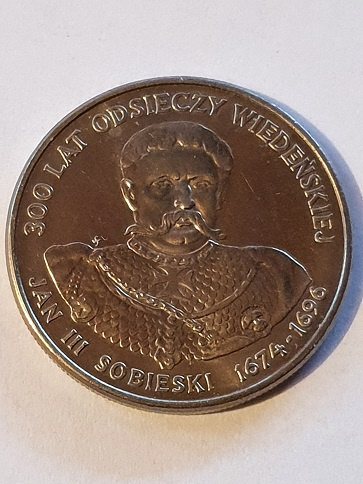 300 LAT ODSIECZY WIEDEŃSKIEJ
JAN III SOBIESKI 1674-1696